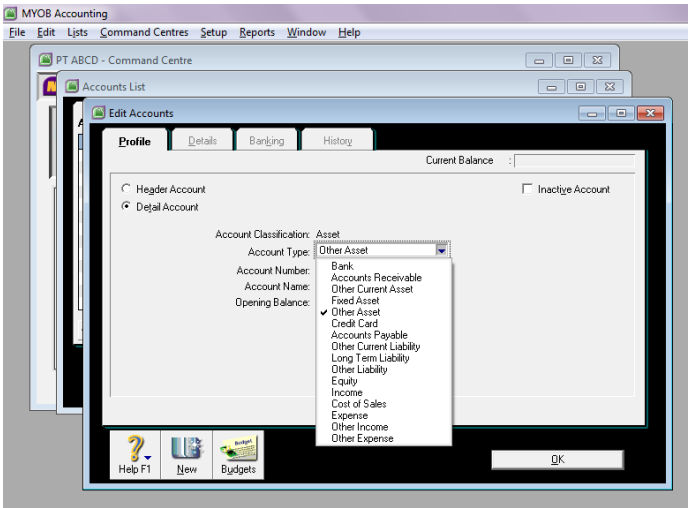 MYOB Accounting
File Edit Lists Command Centres Setup Reports Window Help
PT ABCD - Command Centre
Accounts List
Edit Accounts
Profile Details Banking History
Current Balance :
Header Account
Inactive Account
Detail Account
Account Classification: Asset
Account Type: Other Asset
Account Number:
Account Name:
Opening Balance:
Bank
Accounts Receivable
Other Current Asset
Fixed Asset
Other Asset
Credit Card
Accounts Payable
Other Current Liability
Long Term Liability
Other Liability
Equity
Income
Cost of Sales
Expense
Other Income
Other Expense
Budget
Help F1 New Budgets
OK